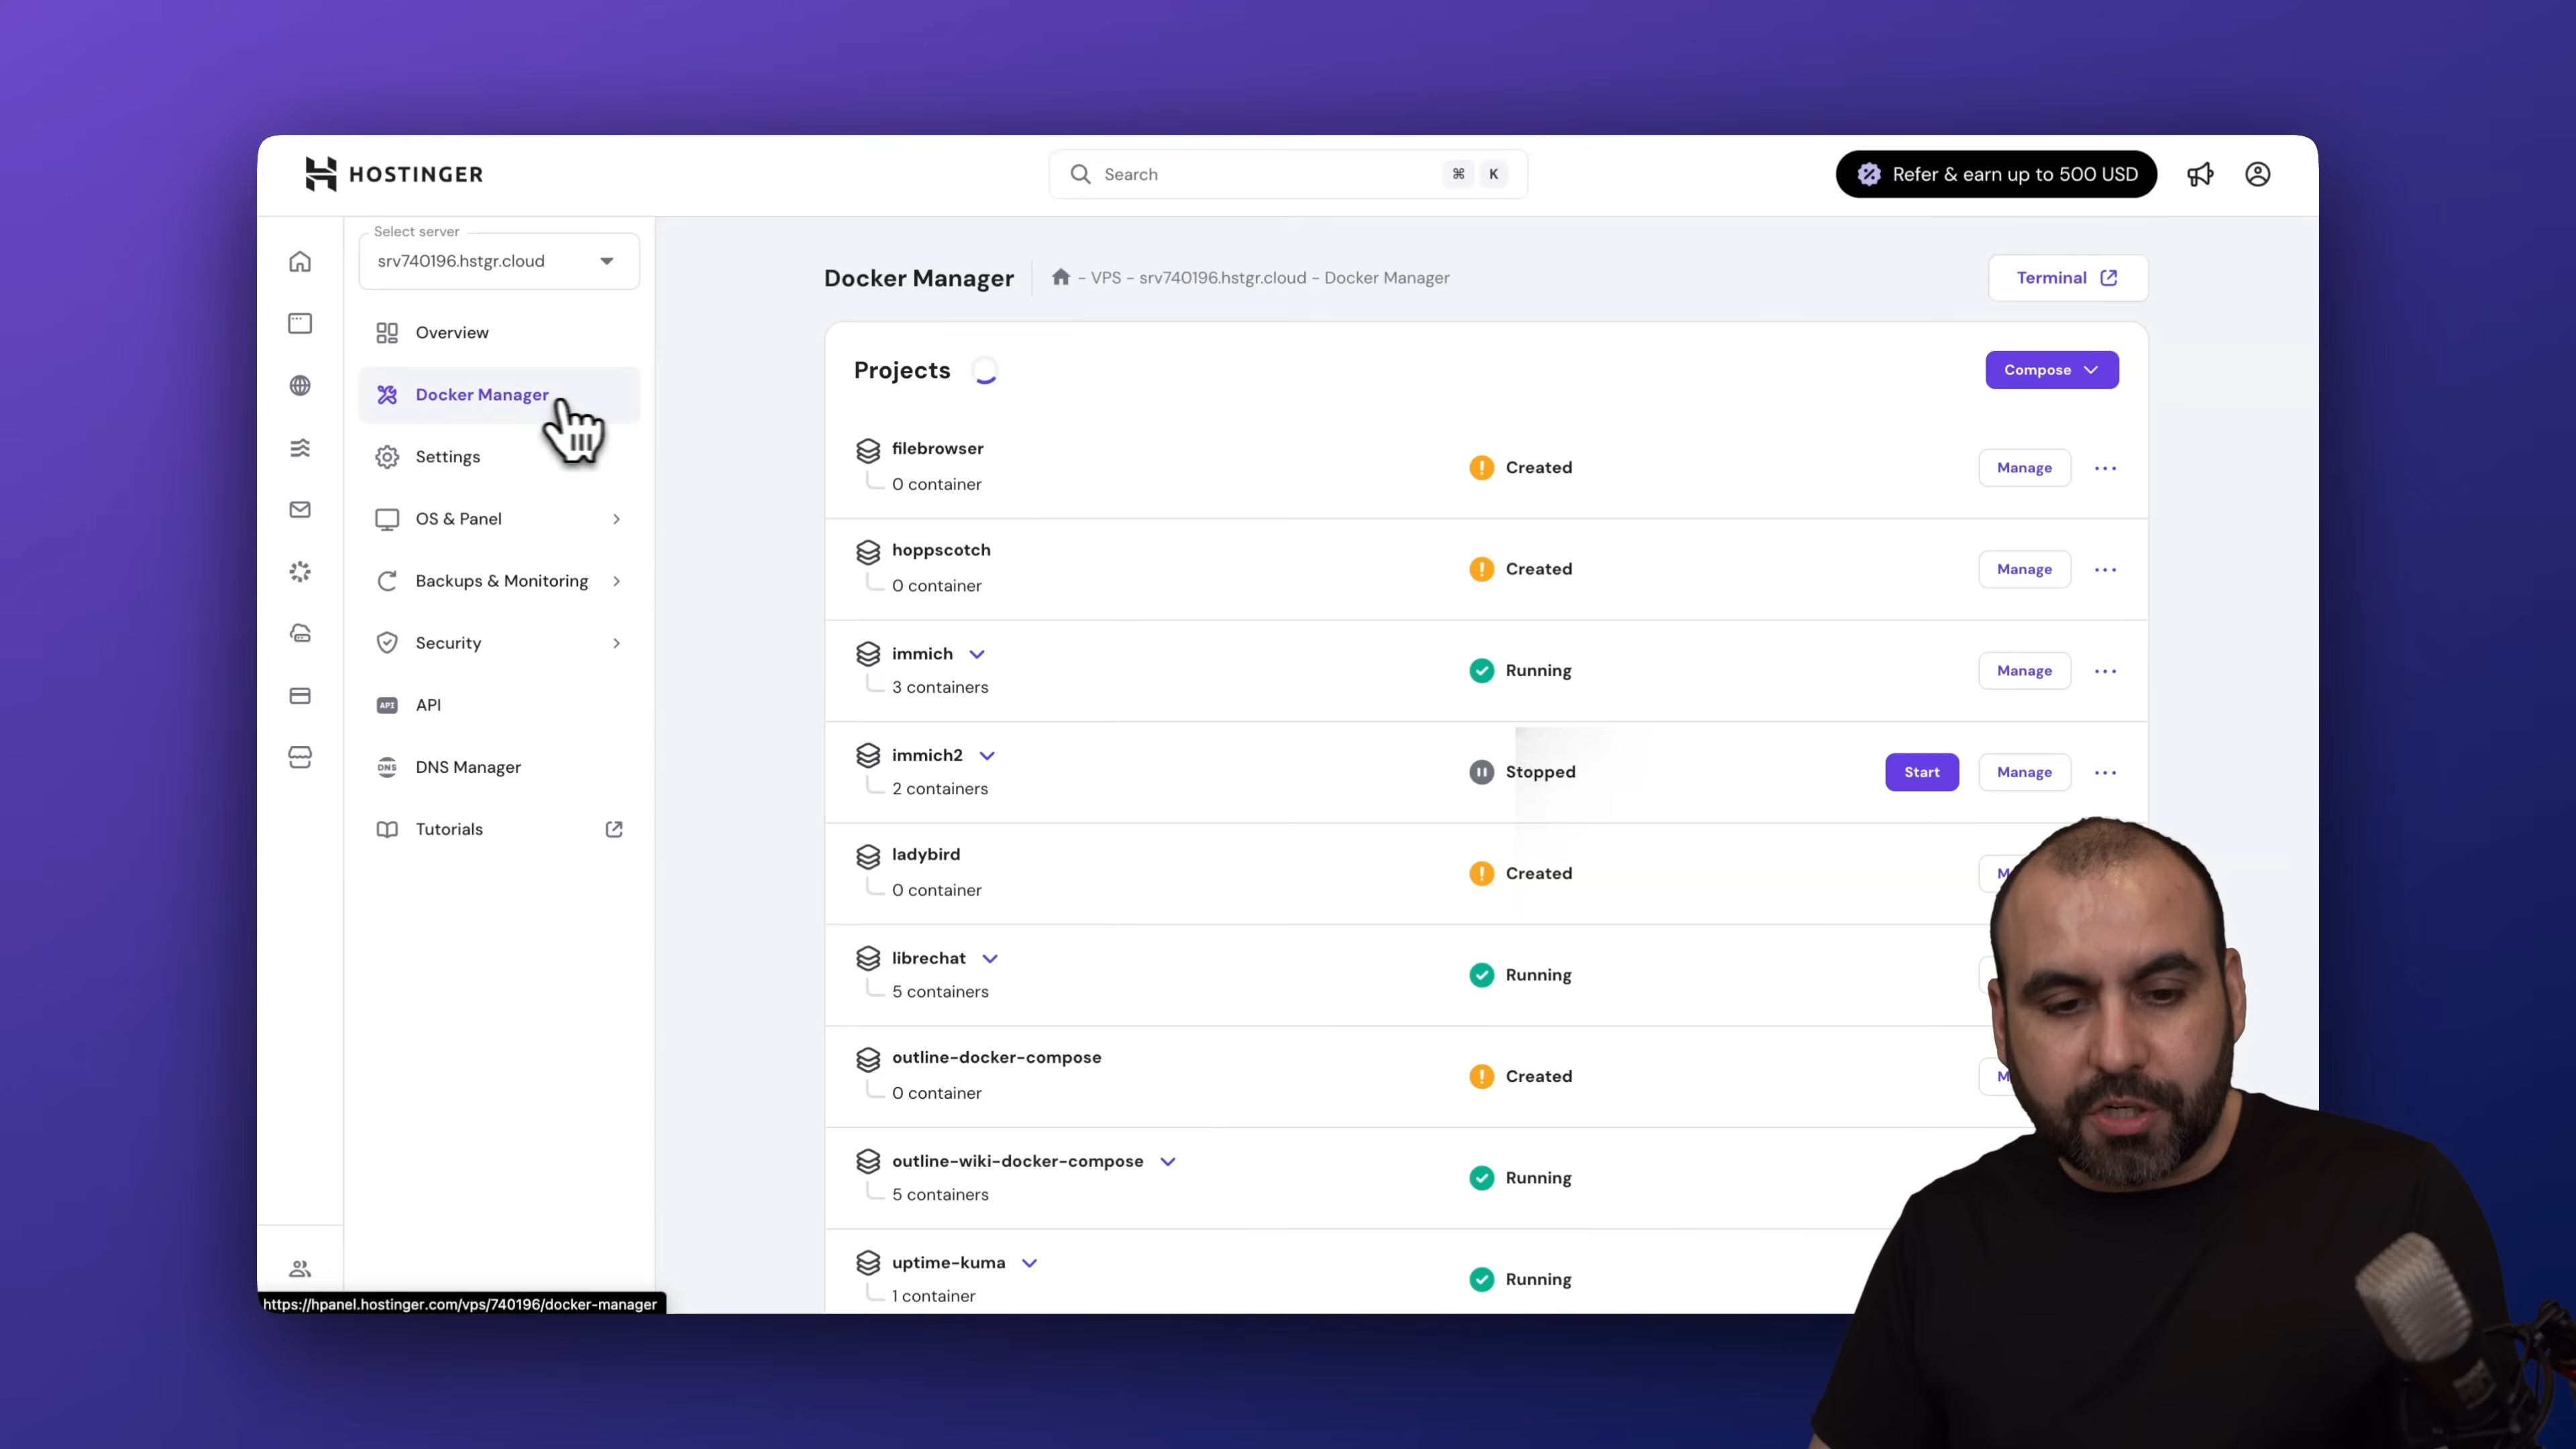 HOSTINGER
Search
⌘ K
Refer & earn up to 500 USD
Select server
srv740196.hstgr.cloud
Overview
Docker Manager
Settings
OS & Panel
Backups & Monitoring
Security
API
API
DNS
DNS Manager
Tutorials
Docker Manager
- VPS - srv740196.hstgr.cloud - Docker Manager
Terminal
Projects
Compose
filebrowser
0 container
Created
Manage
hoppscotch
0 container
Created
Manage
immich
3 containers
Running
Manage
immich2
2 containers
Stopped
Start
Manage
ladybird
0 container
Created
M
librechat
5 containers
Running
outline-docker-compose
0 container
Created
M
outline-wiki-docker-compose
5 containers
Running
uptime-kuma
1 container
Running
https://hpanel.hostinger.com/vps/740196/docker-manager